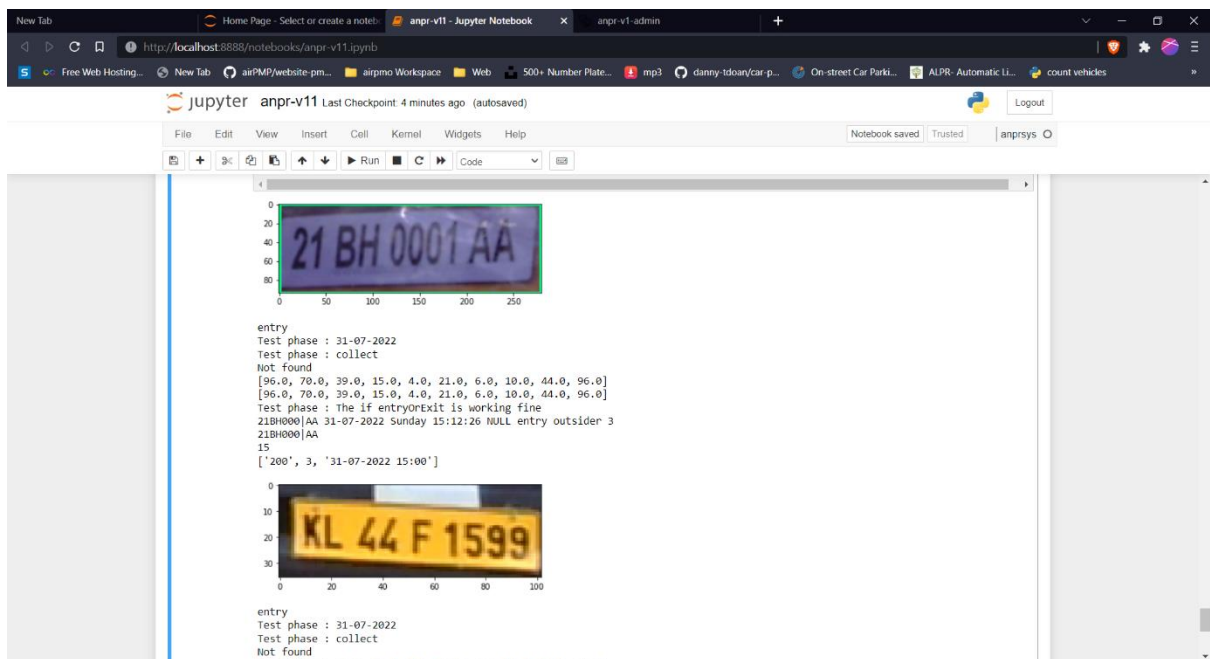 New Tab
Home Page - Select or create a notebo
anpr-v11 - Jupyter Notebook
anpr-v1-admin
http://localhost:8888/notebooks/anpr-v11.ipynb
Free Web Hosting...
New Tab
airPMP/website-pm...
airpmo Workspace
Web
500+ Number Plate...
mp3
danny-tdoan/car-p...
On-street Car Parki...
ALPR- Automatic Li...
count vehicles
»
jupyter anpr-v11 Last Checkpoint: 4 minutes ago (autosaved)
Logout
File Edit View Insert Cell Kernel Widgets Help
Notebook saved Trusted anprsys
Run Code
0
20
40
60
80
21 BH 0001 AA
0 50 100 150 200 250
entry
Test phase : 31-07-2022
Test phase : collect
Not found
[96.0, 70.0, 39.0, 15.0, 4.0, 21.0, 6.0, 10.0, 44.0, 96.0]
[96.0, 70.0, 39.0, 15.0, 4.0, 21.0, 6.0, 10.0, 44.0, 96.0]
Test phase : The if entryOrExit is working fine
21BH000|AA 31-07-2022 Sunday 15:12:26 NULL entry outsider 3
21BH000|AA
15
['200', 3, '31-07-2022 15:00']
0
10
20
30
KL 44 F 1599
0 20 40 60 80 100
entry
Test phase : 31-07-2022
Test phase : collect
Not found